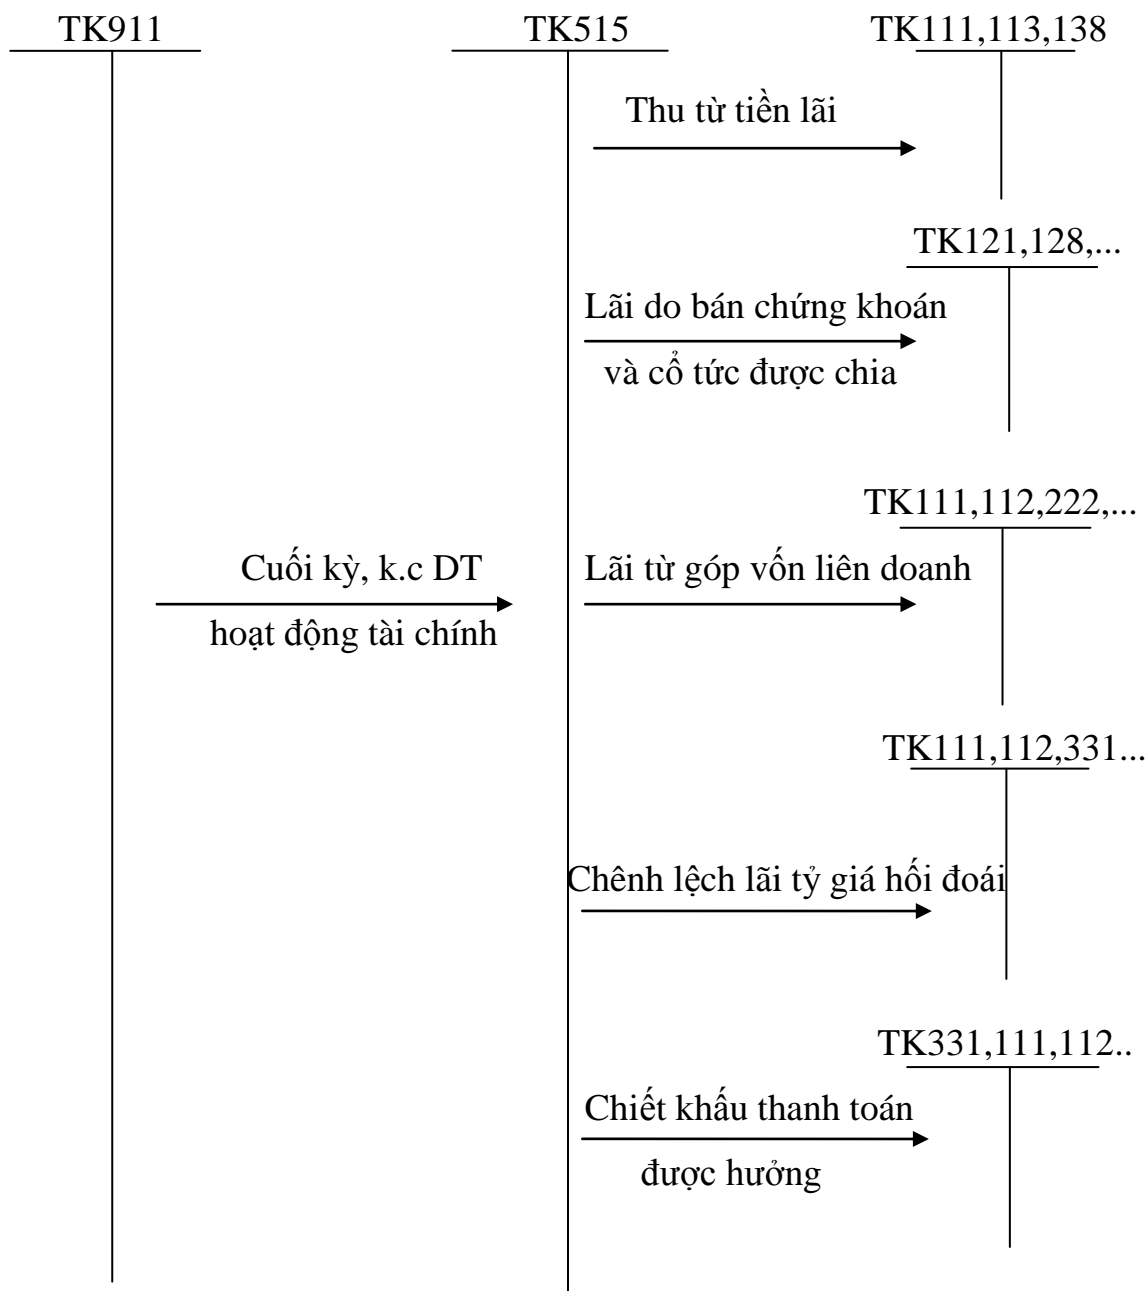 TK911
TK515
TK111,113,138
Thu từ tiền lãi
TK121,128,...
Lãi do bán chứng khoán
và cổ tức được chia
TK111,112,222,...
Cuối kỳ, k.c DT
hoạt động tài chính
Lãi từ góp vốn liên doanh
TK111,112,331...
Chênh lệch lãi tỷ giá hối đoái
TK331,111,112..
Chiết khấu thanh toán
được hưởng